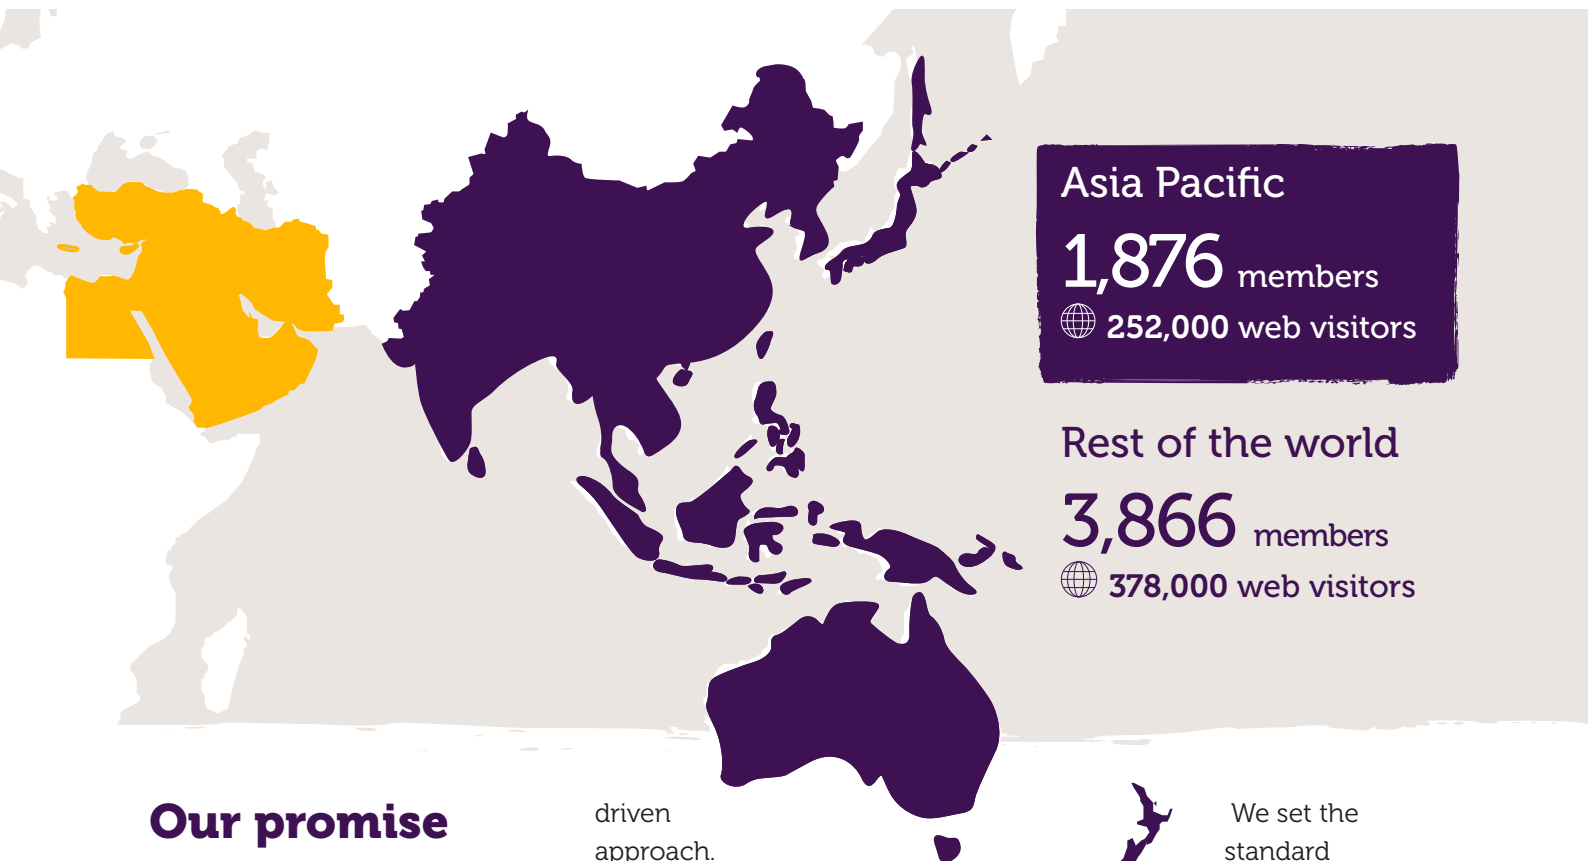 Asia Pacific
1,876 members
252,000 web visitors
Rest of the world
3,866 members
378,000 web visitors
Our promise
driven
approach.
We set the
standard